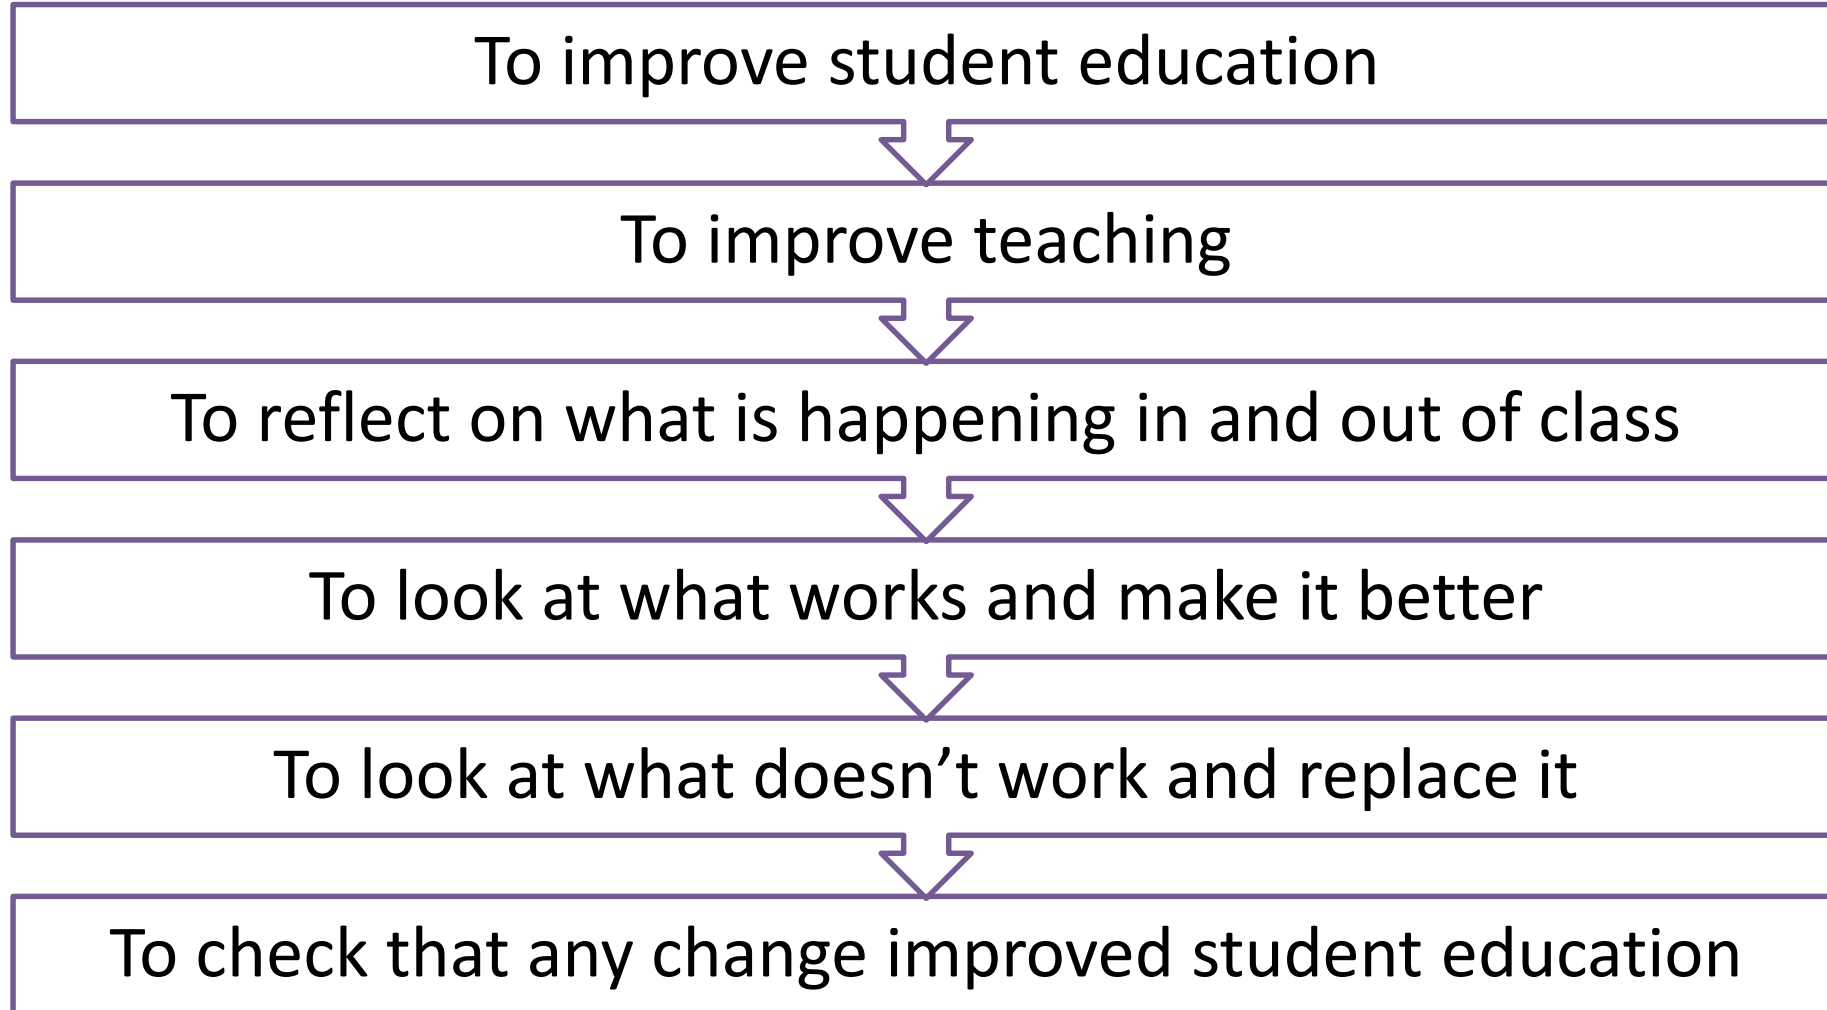 To improve student education
To improve teaching
To reflect on what is happening in and out of class
To look at what works and make it better
To look at what doesn’t work and replace it
To check that any change improved student education